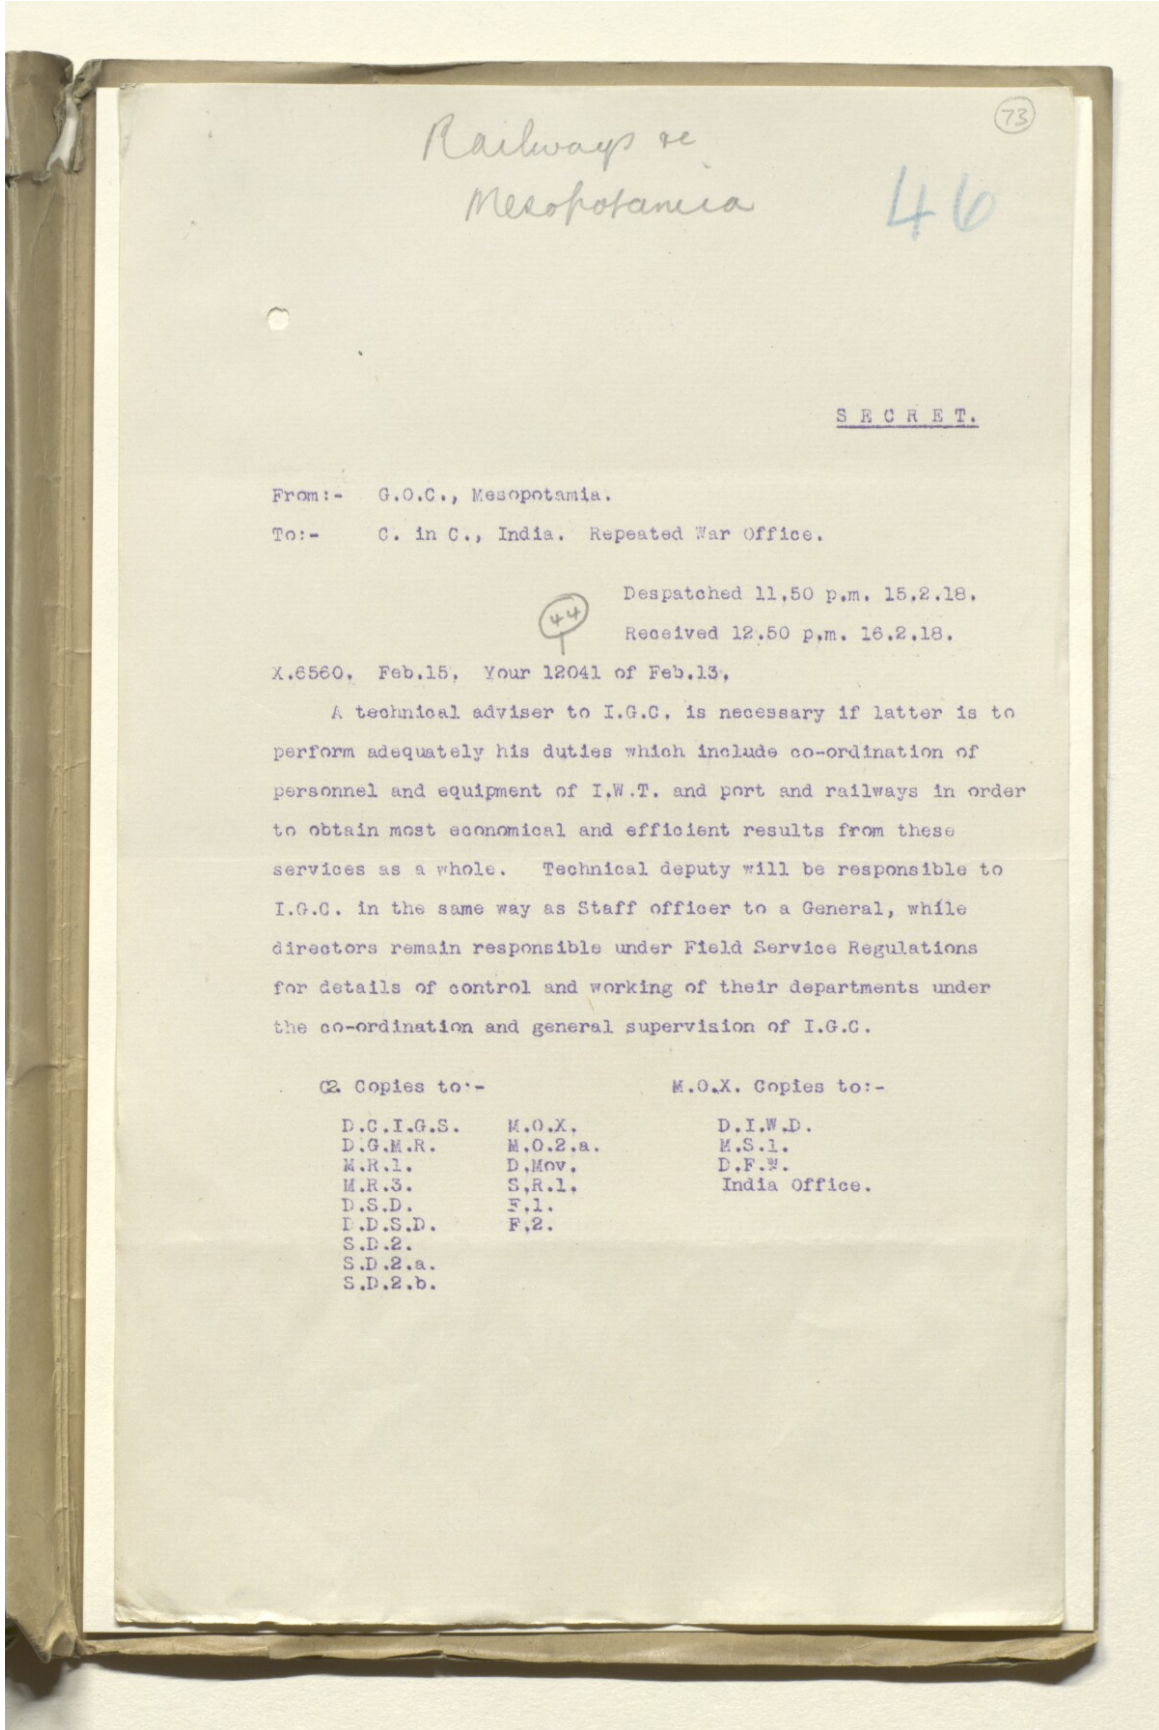 73
Railways re
Mesopotamia
46
S E C R E T.
From:- G.O.C., Mesopotamia.
To:- C. in C., India. Repeated War Office.
Despatched 11.50 p.m. 15.2.18.
44
Received 12.50 p.m. 16.2.18.
X.6560. Feb.15. Your 12041 of Feb.13.
A technical adviser to I.G.C. is necessary if latter is to
perform adequately his duties which include co-ordination of
personnel and equipment of I.W.T. and port and railways in order
to obtain most economical and efficient results from these
services as a whole. Technical deputy will be responsible to
I.G.C. in the same way as Staff officer to a General, while
directors remain responsible under Field Service Regulations
for details of control and working of their departments under
the co-ordination and general supervision of I.G.C.
C2. Copies to:- M.O.X. Copies to:-
D.C.I.G.S. M.O.X. D.I.W.D.
D.G.M.R. M.O.2.a. M.S.1.
M.R.1. D.Mov. D.F.W.
M.R.3. S.R.1. India Office.
D.S.D. F.1.
D.D.S.D. F.2.
S.D.2.
S.D.2.a.
S.D.2.b.